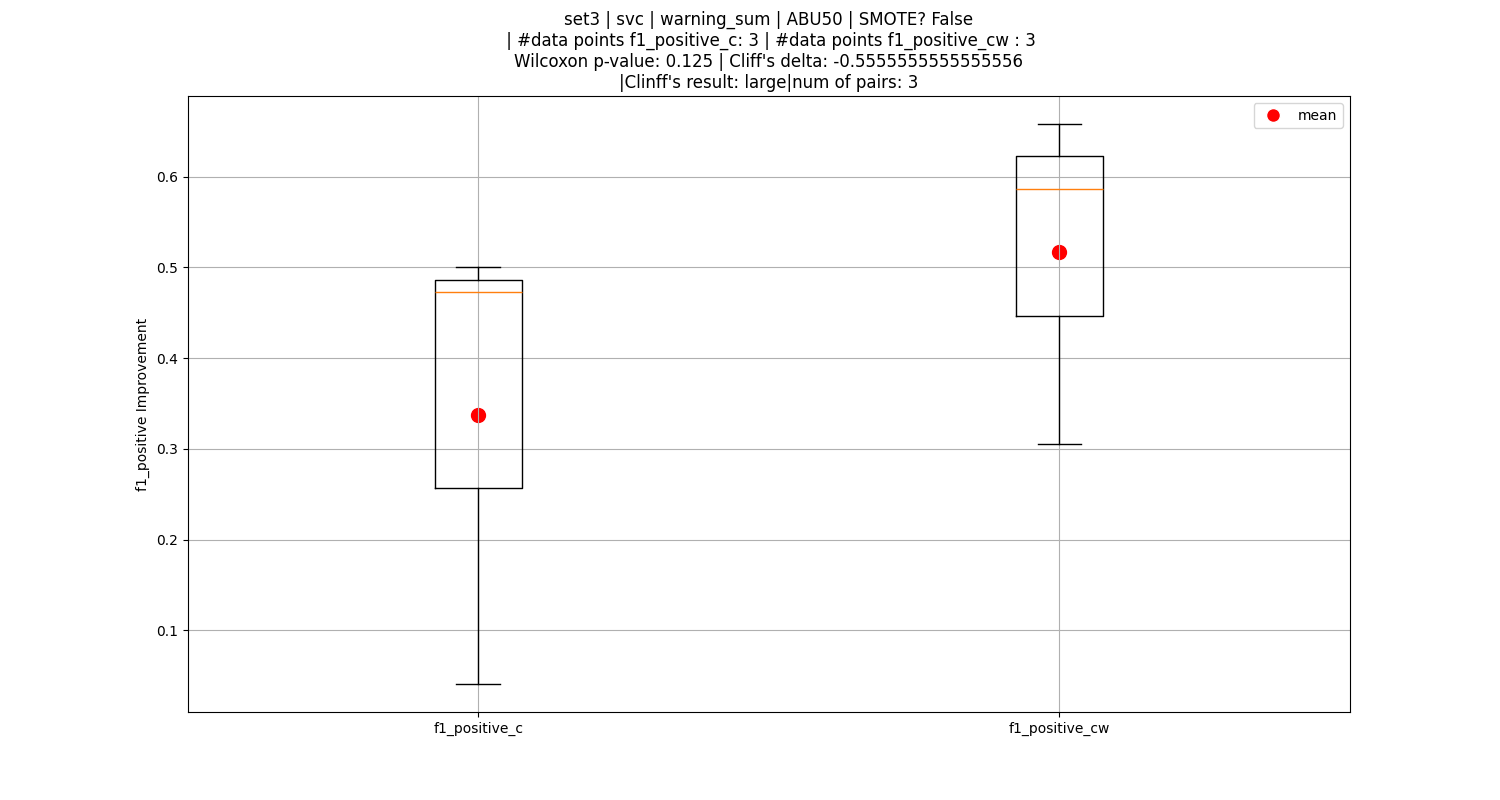 set3 | svc | warning_sum | ABU50 | SMOTE? False
| #data points f1_positive_c: 3 | #data points f1_positive_cw : 3
Wilcoxon p-value: 0.125 | Cliff's delta: -0.5555555555555556
|Clinff's result: large|num of pairs: 3
mean
0.6
0.5
0.4
0.3
0.2
0.1
f1_positive Improvement
f1_positive_c
f1_positive_cw